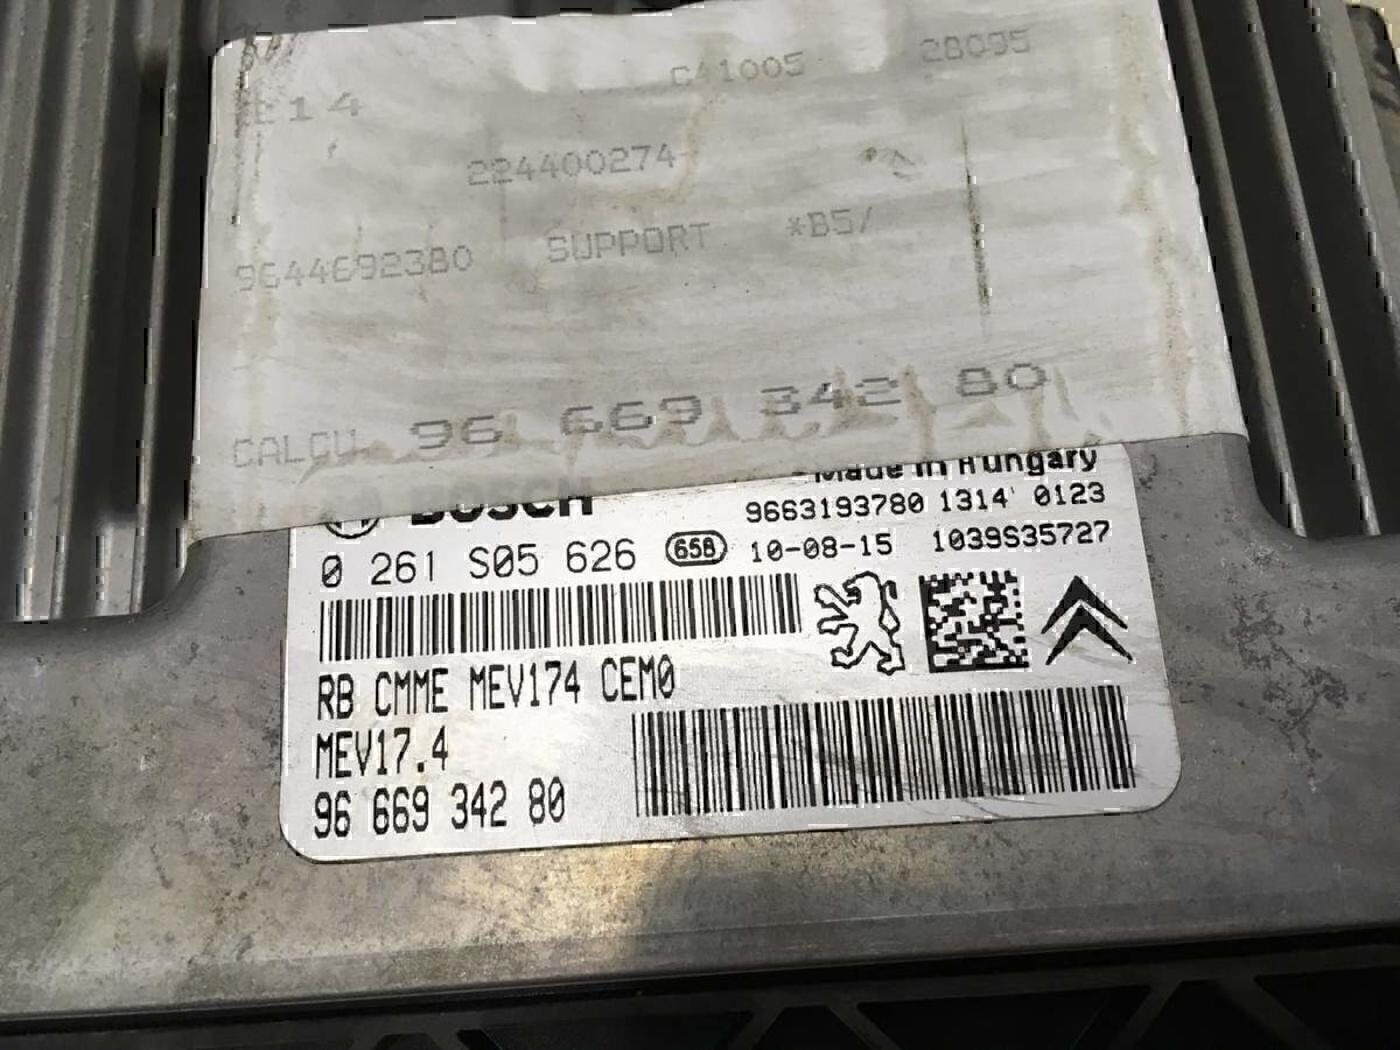 C41005 28095
E14
224400274
9644692380 SUPPORT *B5/
CALCU 96 669 342 80
BOSCH Made in Hungary
9663193780 1314 0123
0 261 S05 626 658 10-08-15 1039S35727
RB CMME MEV174 CEM0
MEV17.4
96 669 342 80